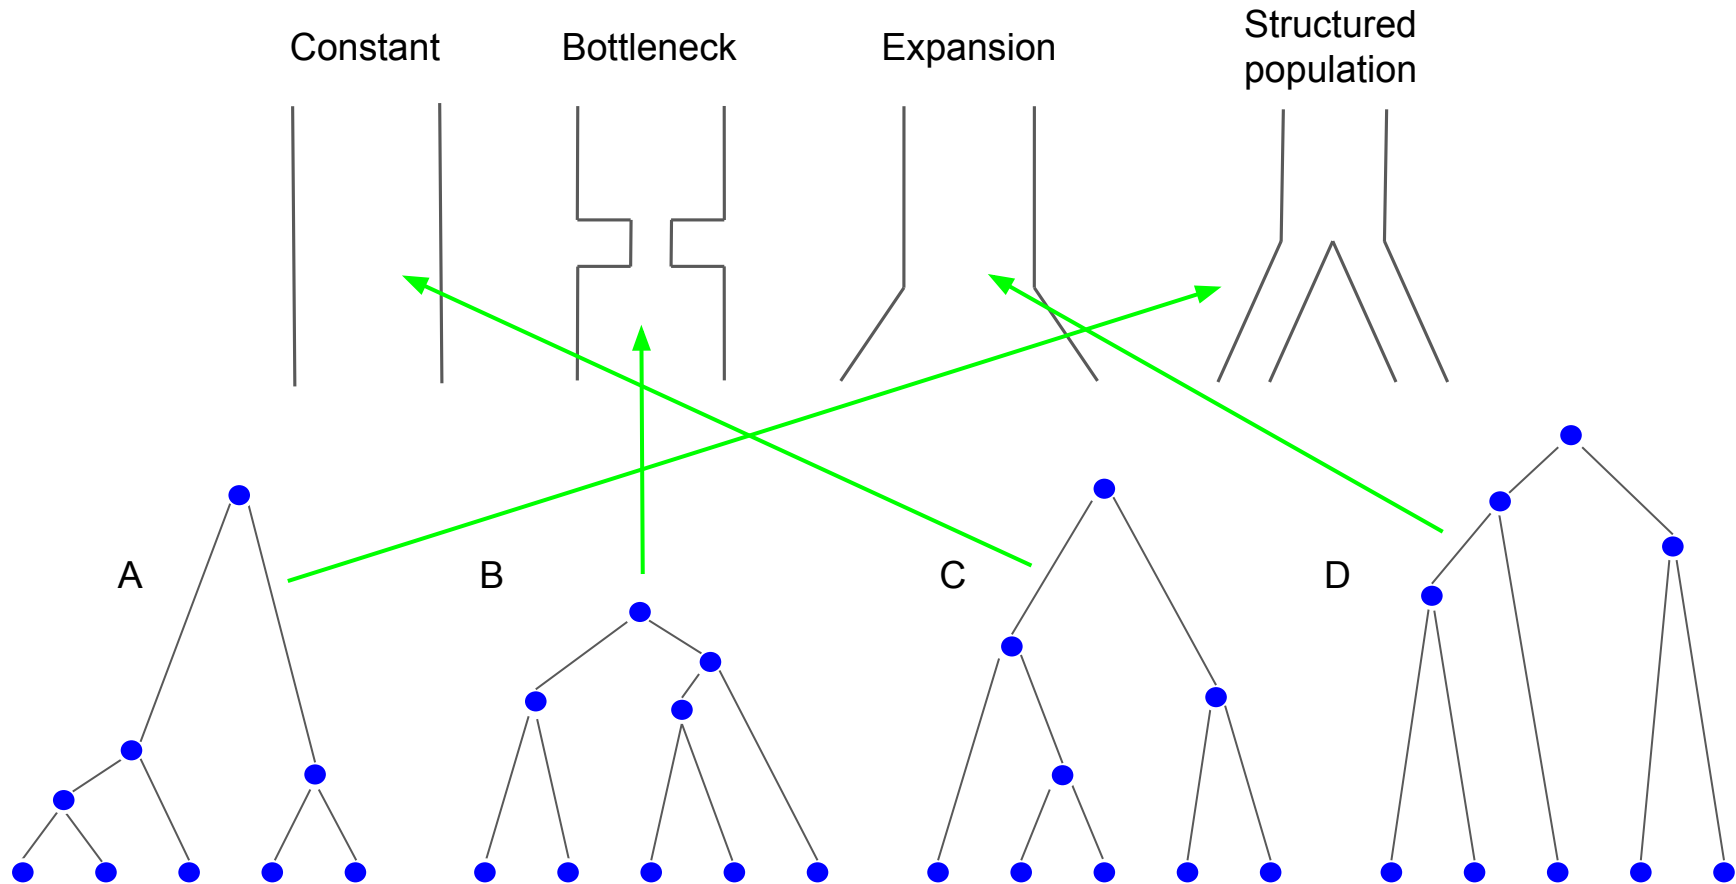 Constant
Bottleneck
Expansion
Structured
population
A
B
C
D